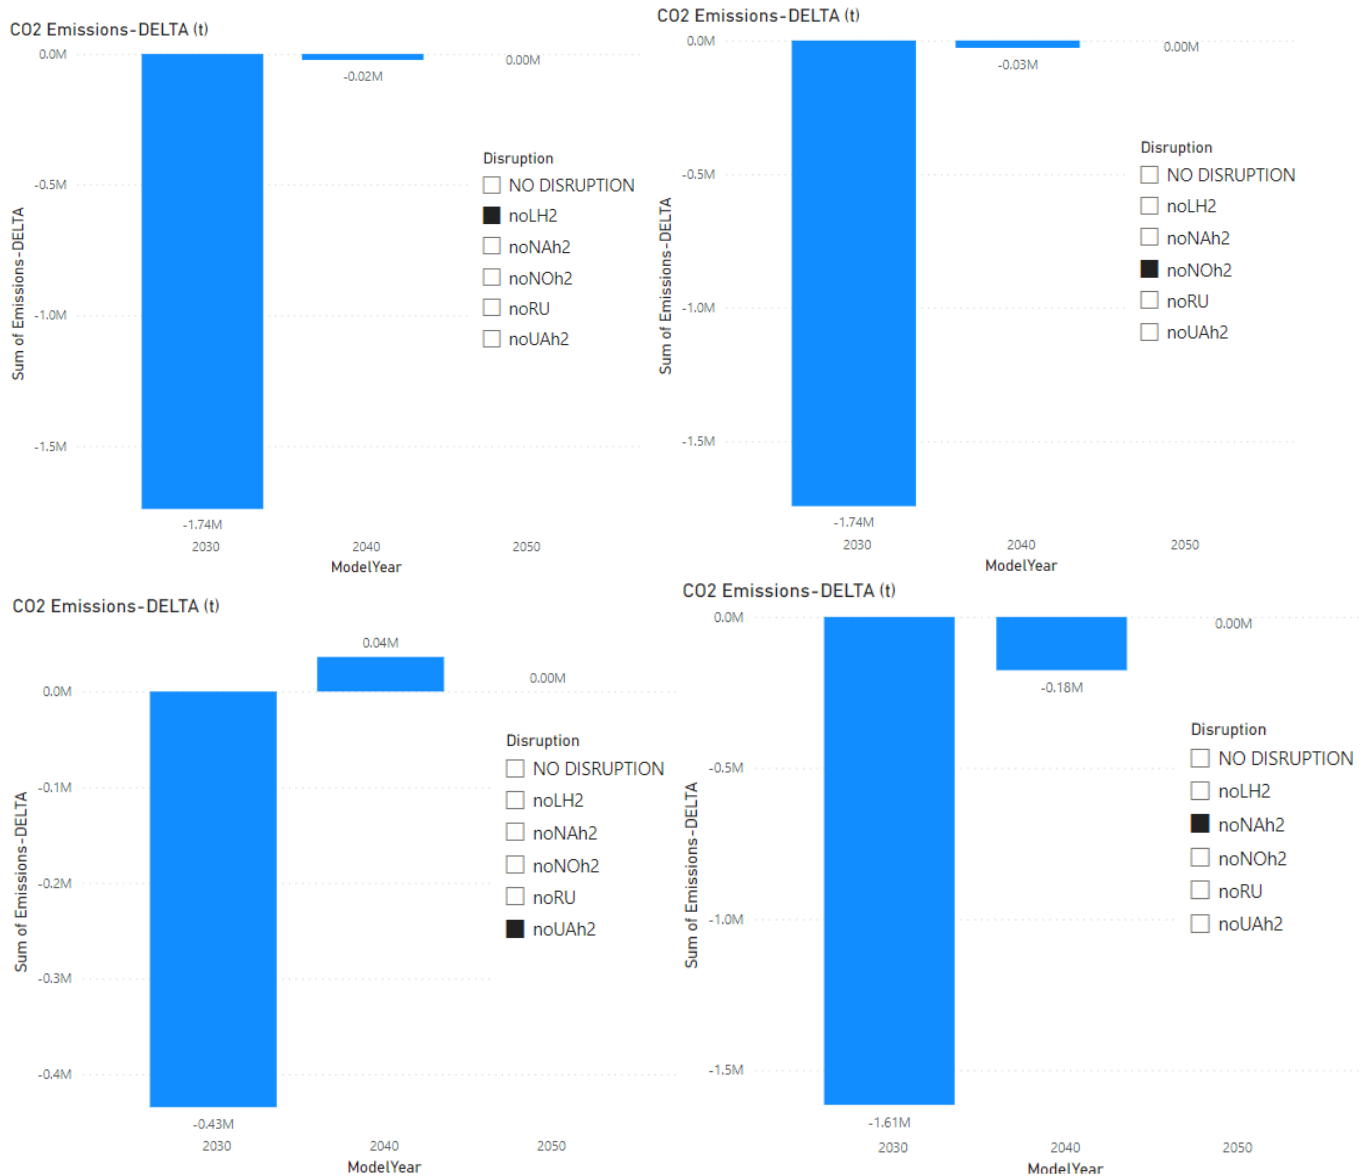 CO2 Emissions-DELTA (t)
0.0M
-0.02M
0.00M
-0.5M
-1.0M
-1.5M
Sum of Emissions-DELTA
Disruption
NO DISRUPTION
noLH2
noNAh2
noNOh2
noRU
noUAh2
-1.74M
2030
2040
2050
ModelYear
CO2 Emissions-DELTA (t)
0.0M
-0.03M
0.00M
-0.5M
-1.0M
-1.5M
Sum of Emissions-DELTA
Disruption
NO DISRUPTION
noLH2
noNAh2
noNOh2
noRU
noUAh2
-1.74M
2030
2040
2050
ModelYear
CO2 Emissions-DELTA (t)
0.04M
0.0M
0.00M
-0.1M
-0.2M
-0.3M
-0.4M
Sum of Emissions-DELTA
Disruption
NO DISRUPTION
noLH2
noNAh2
noNOh2
noRU
noUAh2
-0.43M
2030
2040
2050
ModelYear
CO2 Emissions-DELTA (t)
0.0M
0.00M
-0.18M
-0.5M
-1.0M
-1.5M
Sum of Emissions-DELTA
Disruption
NO DISRUPTION
noLH2
noNAh2
noNOh2
noRU
noUAh2
-1.61M
2030
2040
2050
ModelYear